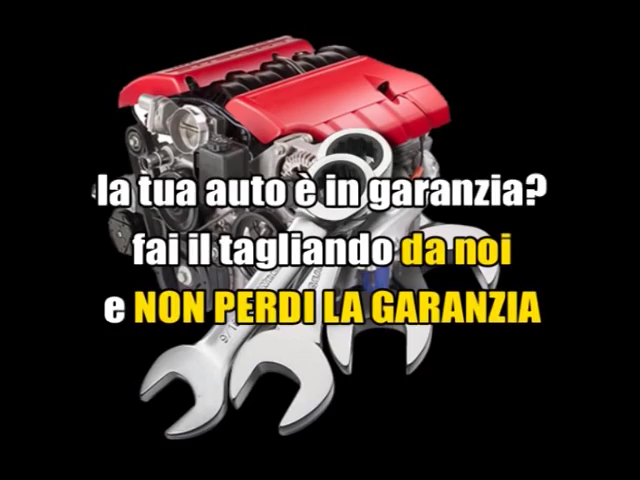 la tua auto è in garanzia?
fai il tagliando da noi
e NON PERDI LA GARANZIA